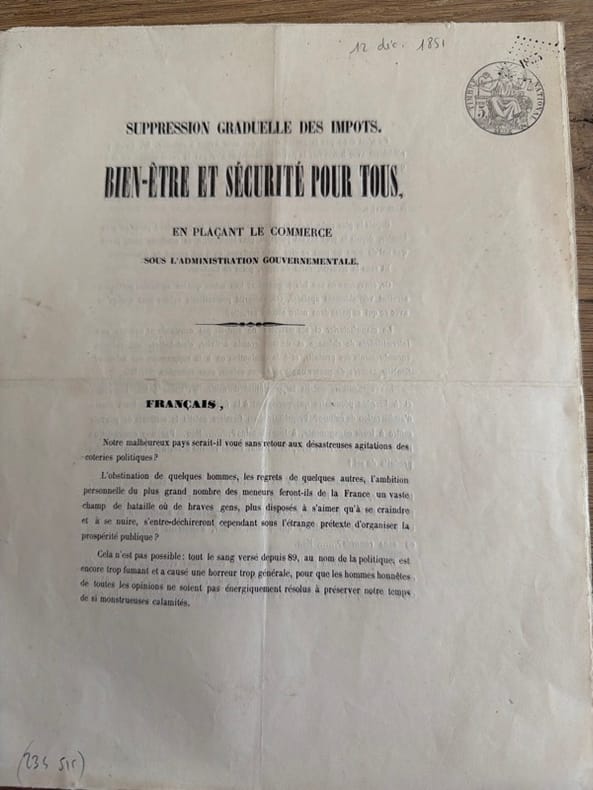 12 dic. 1851
TIMBRE NATIONAL
5
SUPPRESSION GRADUELLE DES IMPOTS.
BIEN-ÊTRE ET SÉCURITÉ POUR TOUS,
EN PLAÇANT LE COMMERCE
SOUS L'ADMINISTRATION GOUVERNEMENTALE.
FRANÇAIS,
Notre malheureux pays serait-il voué sans retour aux désastreuses agitations des
coteries politiques?
L'obstination de quelques hommes, les regrets de quelques autres, l'ambition
personnelle du plus grand nombre des meneurs feront-ils de la France un vaste
champ de bataille où de braves gens, plus disposés à s'aimer qu'à se craindre
et à se nuire, s'entre-déchireront cependant sous l'étrange prétexte d'organiser la
prospérité publique?
Cela n'est pas possible: tout le sang versé depuis 89, au nom de la politique, est
encore trop fumant et a causé une horreur trop générale, pour que les hommes honnêtes
de toutes les opinions ne soient pas énergiquement résolus à préserver notre temps
de si monstrueuses calamités.